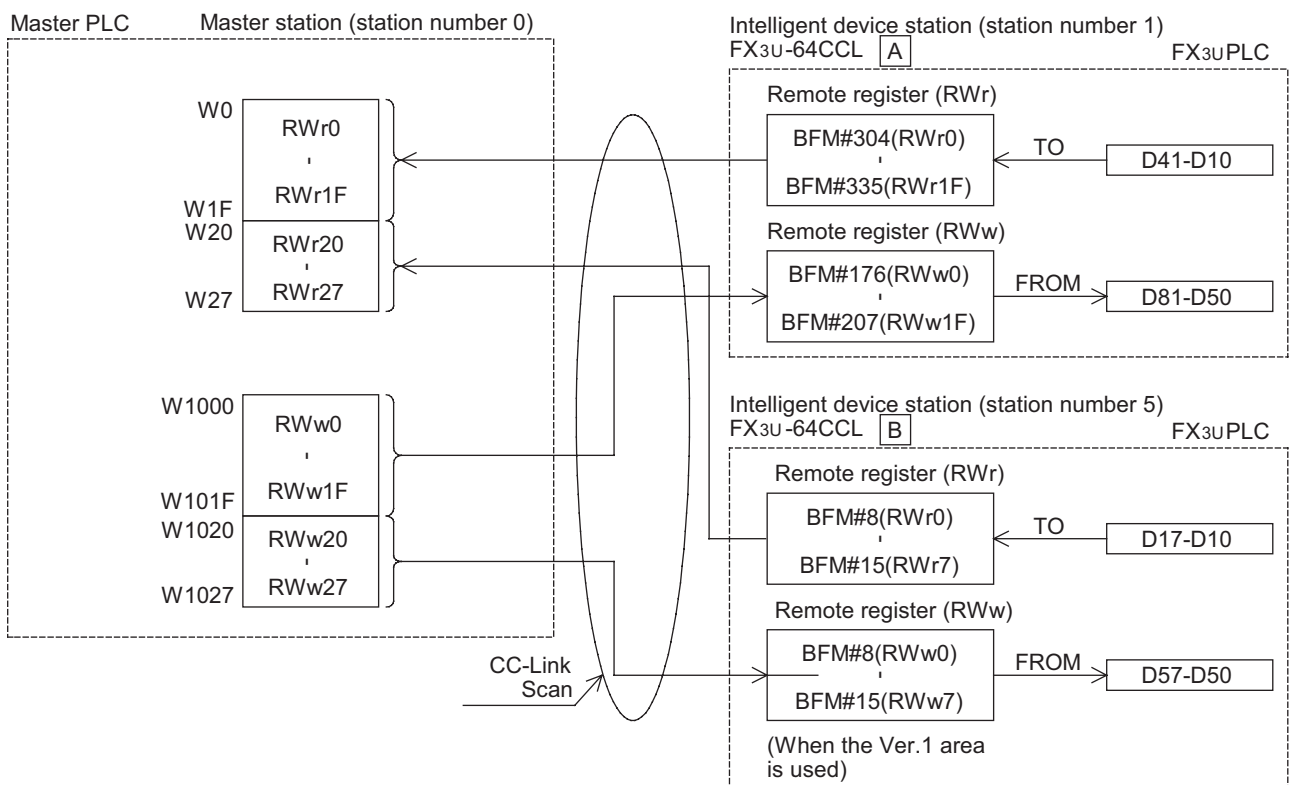 Master PLC
Master station (station number 0)
W0
RWr0
RWr1F
W1F
W20
RWr20
RWr27
W27
W1000
RWw0
RWw1F
W101F
W1020
RWw20
RWw27
W1027
CC-Link
Scan
Intelligent device station (station number 1)
FX3U-64CCL A FX3UPLC
Remote register (RWr)
BFM#304(RWr0)
BFM#335(RWr1F)
TO
D41-D10
Remote register (RWw)
BFM#176(RWw0)
BFM#207(RWw1F)
FROM
D81-D50
Intelligent device station (station number 5)
FX3U-64CCL B FX3UPLC
Remote register (RWr)
BFM#8(RWr0)
BFM#15(RWr7)
TO
D17-D10
Remote register (RWw)
BFM#8(RWw0)
BFM#15(RWw7)
FROM
D57-D50
(When the Ver.1 area
is used)